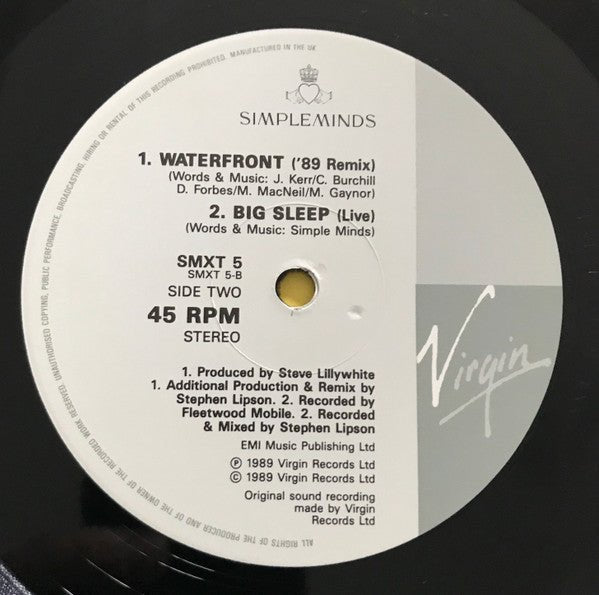 SIMPLEMINDS
1. WATERFRONT ('89 Remix)
(Words & Music: J. Kerr/C. Burchill
D. Forbes/M. MacNeil/M. Gaynor)
2. BIG SLEEP (Live)
(Words & Music: Simple Minds)
SMXT 5
SMXT 5-B
SIDE TWO
45 RPM
STEREO
1. Produced by Steve Lillywhite
1. Additional Production & Remix by
Stephen Lipson. 2. Recorded by
Fleetwood Mobile. 2. Recorded
& Mixed by Stephen Lipson
EMI Music Publishing Ltd
℗ 1989 Virgin Records Ltd
© 1989 Virgin Records Ltd
Original sound recording
made by Virgin
Records Ltd
Virgin
ALL RIGHTS OF THE PRODUCER AND OF THE OWNER OF THE RECORDED WORK RESERVED. UNAUTHORISED COPYING, PUBLIC PERFORMANCE, BROADCASTING, HIRING OR RENTAL OF THIS RECORDING PROHIBITED. MANUFACTURED IN THE UK